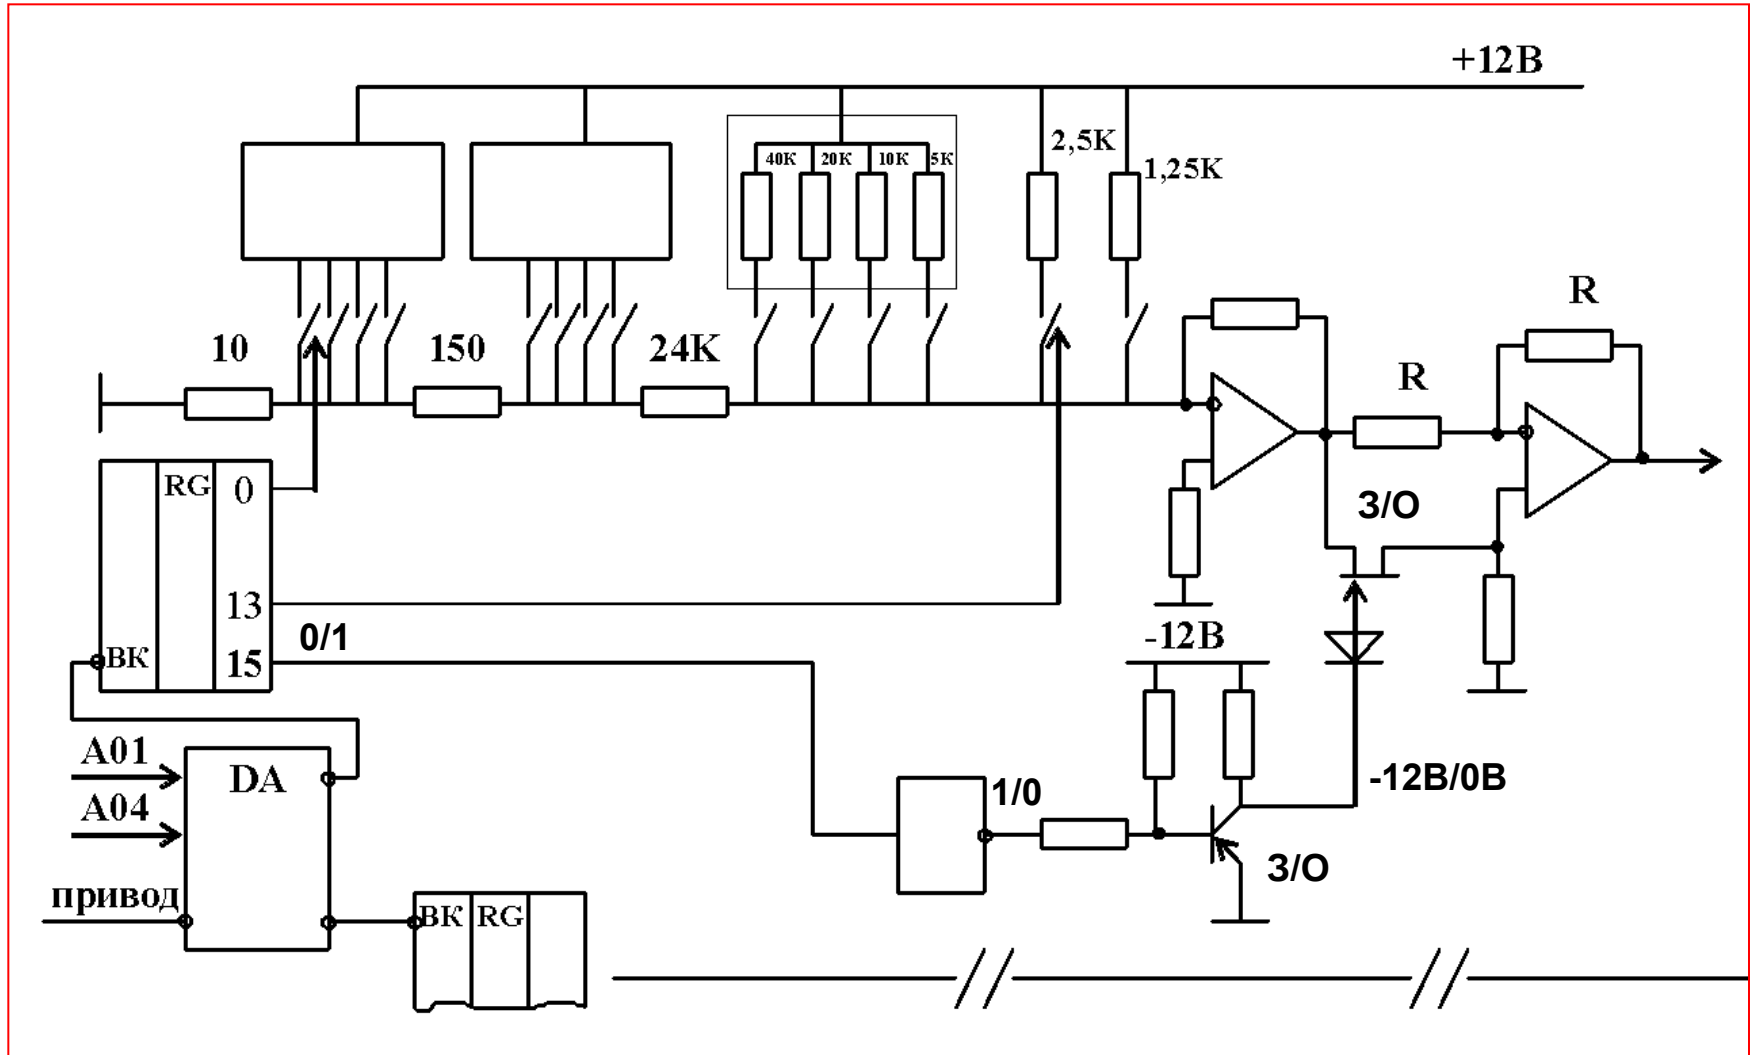 +12В
2,5К
40К 20К 10К 5К
1,25К
R
10 150 24К
R
RG 0
З/О
13
0/1
-12В
ВК 15
А01
DA
-12В/0В
1/0
А04
З/О
привод
ВК RG